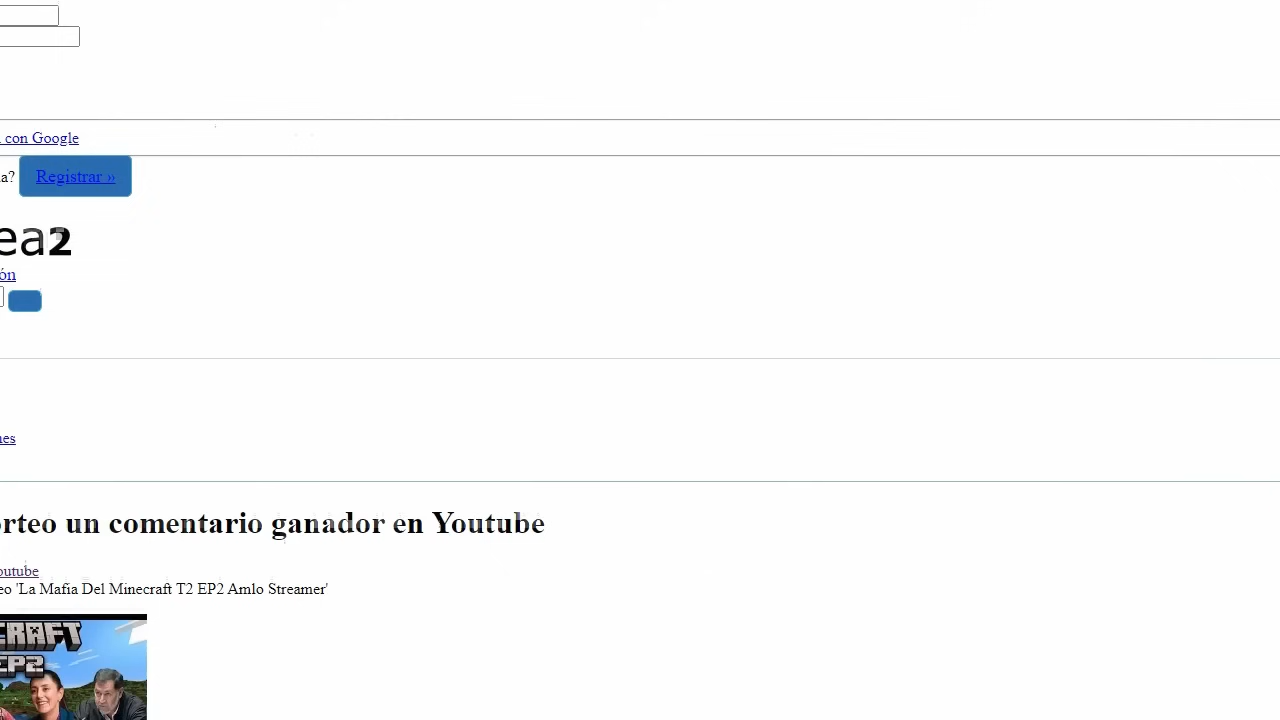 con Google
a? Registrar »
ea2
ón
nes
orteo un comentario ganador en Youtube
outube
eo 'La Mafia Del Minecraft T2 EP2 Amlo Streamer'
CRAFT
EP2